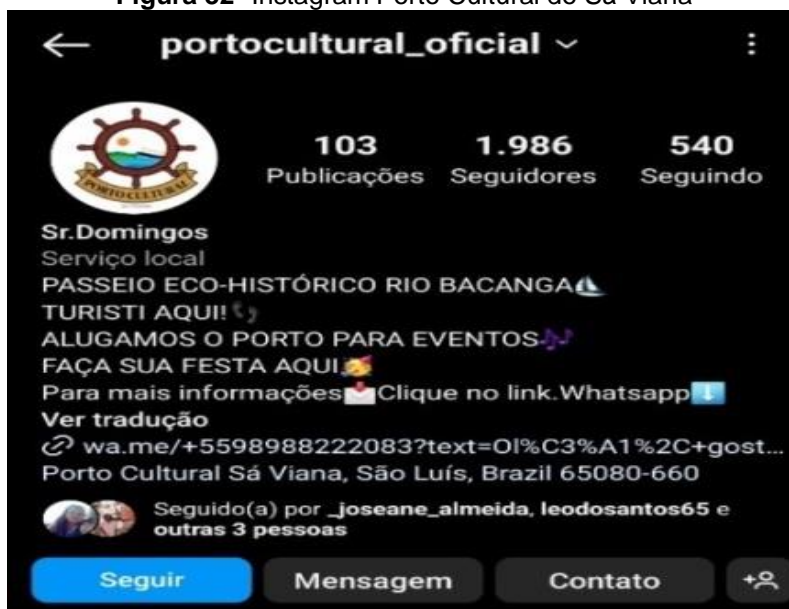 Figura 32- Instagram Porto Cultural do Sá Viana
portocultural_oficial
103
1.986
540
Publicações
Seguidores
Seguindo
PORTO CULTURAL
Sr.Domingos
Serviço local
PASSEIO ECO-HISTÓRICO RIO BACANGA⛵
TURISTI AQUI!👣
ALUGAMOS O PORTO PARA EVENTOS🎶
FAÇA SUA FESTA AQUI🥳
Para mais informações📩Clique no link.Whatsapp⬇️
Ver tradução
wa.me/+5598988222083?text=Ol%C3%A1%2C+gost...
Porto Cultural Sá Viana, São Luís, Brazil 65080-660
Seguido(a) por _joseane_almeida, leodosantos65 e
outras 3 pessoas
Seguir
Mensagem
Contato